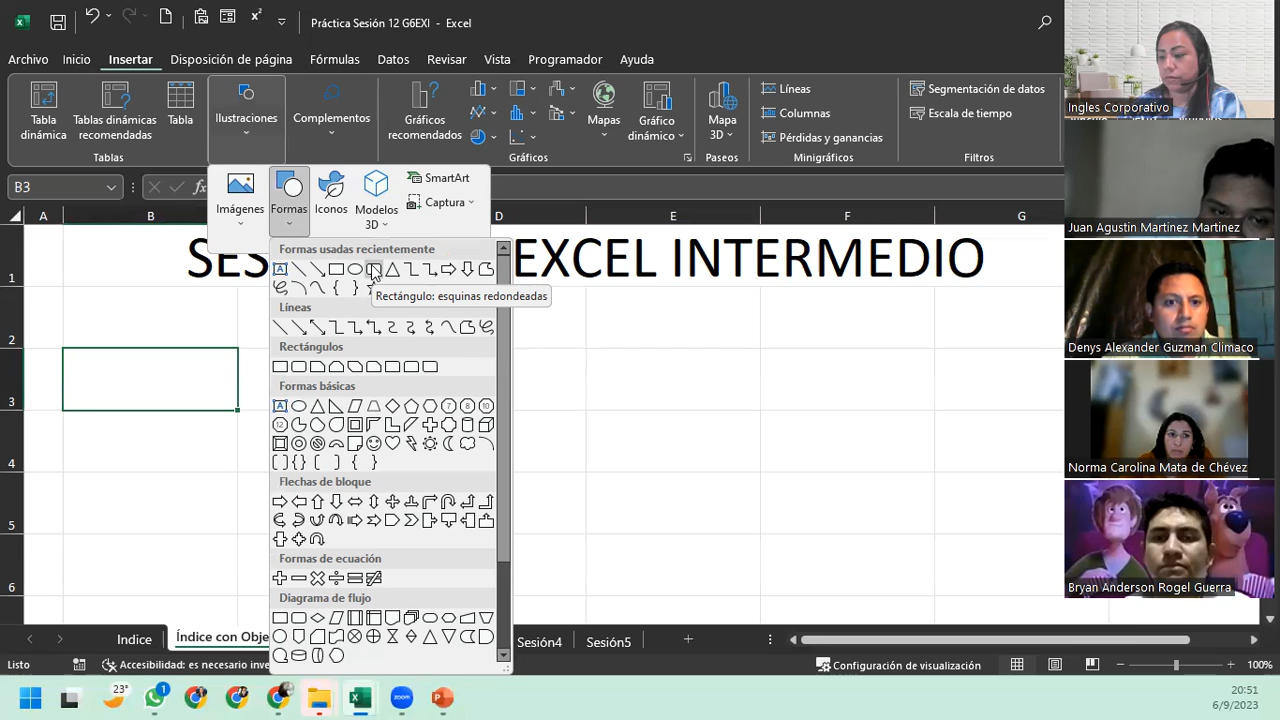 Práctica Sesión 12 G6EXI - Excel
Archivo Inicio Insertar Disposición de página Fórmulas Datos Revisar Vista Programador Ayuda
Tabla dinámica
Tablas dinámicas recomendadas
Tabla
Tablas
Ilustraciones
Complementos
Gráficos recomendados
Mapas
Gráfico dinámico
Gráficos
Mapa 3D
Paseos
Líneas
Columnas
Pérdidas y ganancias
Minigráficos
Segmentación de datos
Escala de tiempo
Filtros
Imágenes
Formas
Iconos
Modelos 3D
SmartArt
Captura
B3
fx
A B D E F G
1 2 3 4 5 6
EXCEL INTERMEDIO
Formas usadas recientemente
Rectángulo: esquinas redondeadas
Líneas
Rectángulos
Formas básicas
Flechas de bloque
Formas de ecuación
Diagrama de flujo
Indice Índice con Obje Sesión4 Sesión5
Listo
Accesibilidad: es necesario inve
Configuración de visualización
100%
23°
1
20:51
6/9/2023
Ingles Corporativo
Juan Agustin Martínez Martinez
Denys Alexander Guzman Climaco
Norma Carolina Mata de Chévez
Bryan Anderson Rogel Guerra